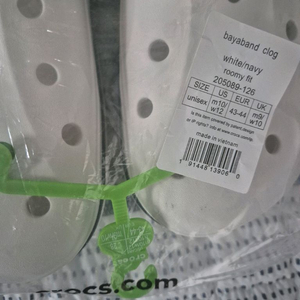 bayaband clog
white/navy
roomy fit
205089-126
SIZE US EUR UK
unisex m10/w12 43-44 m9/w10
made in vietnam
crocs.com